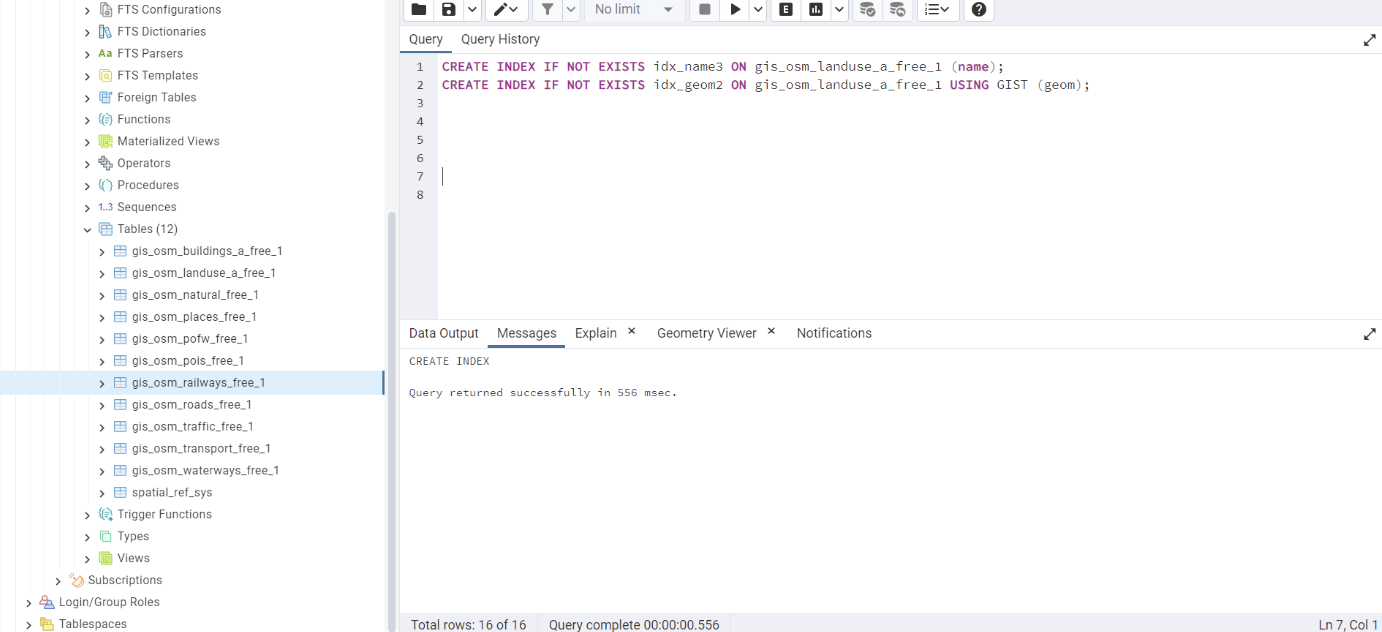 FTS Configurations
FTS Dictionaries
Aa FTS Parsers
FTS Templates
Foreign Tables
Functions
Materialized Views
Operators
Procedures
1..3 Sequences
Tables (12)
gis_osm_buildings_a_free_1
gis_osm_landuse_a_free_1
gis_osm_natural_free_1
gis_osm_places_free_1
gis_osm_pofw_free_1
gis_osm_pois_free_1
gis_osm_railways_free_1
gis_osm_roads_free_1
gis_osm_traffic_free_1
gis_osm_transport_free_1
gis_osm_waterways_free_1
spatial_ref_sys
Trigger Functions
Types
Views
Subscriptions
Login/Group Roles
Tablespaces
No limit
E
Query Query History
1 CREATE INDEX IF NOT EXISTS idx_name3 ON gis_osm_landuse_a_free_1 (name);
2 CREATE INDEX IF NOT EXISTS idx_geom2 ON gis_osm_landuse_a_free_1 USING GIST (geom);
3
4
5
6
7
8
Data Output Messages Explain × Geometry Viewer × Notifications
CREATE INDEX
Query returned successfully in 556 msec.
Total rows: 16 of 16 Query complete 00:00:00.556 Ln 7, Col 1